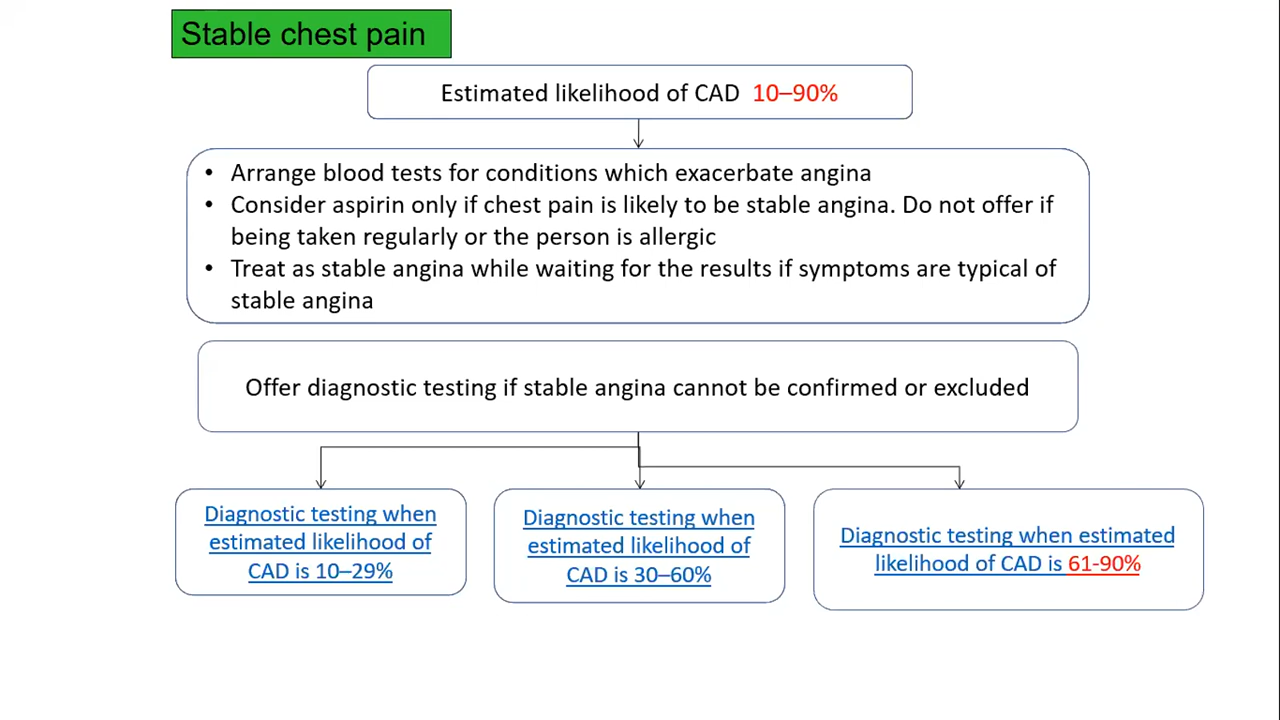 Stable chest pain
Estimated likelihood of CAD 10–90%
• Arrange blood tests for conditions which exacerbate angina
• Consider aspirin only if chest pain is likely to be stable angina. Do not offer if
being taken regularly or the person is allergic
• Treat as stable angina while waiting for the results if symptoms are typical of
stable angina
Offer diagnostic testing if stable angina cannot be confirmed or excluded
Diagnostic testing when
estimated likelihood of
CAD is 10–29%
Diagnostic testing when
estimated likelihood of
CAD is 30–60%
Diagnostic testing when estimated
likelihood of CAD is 61-90%